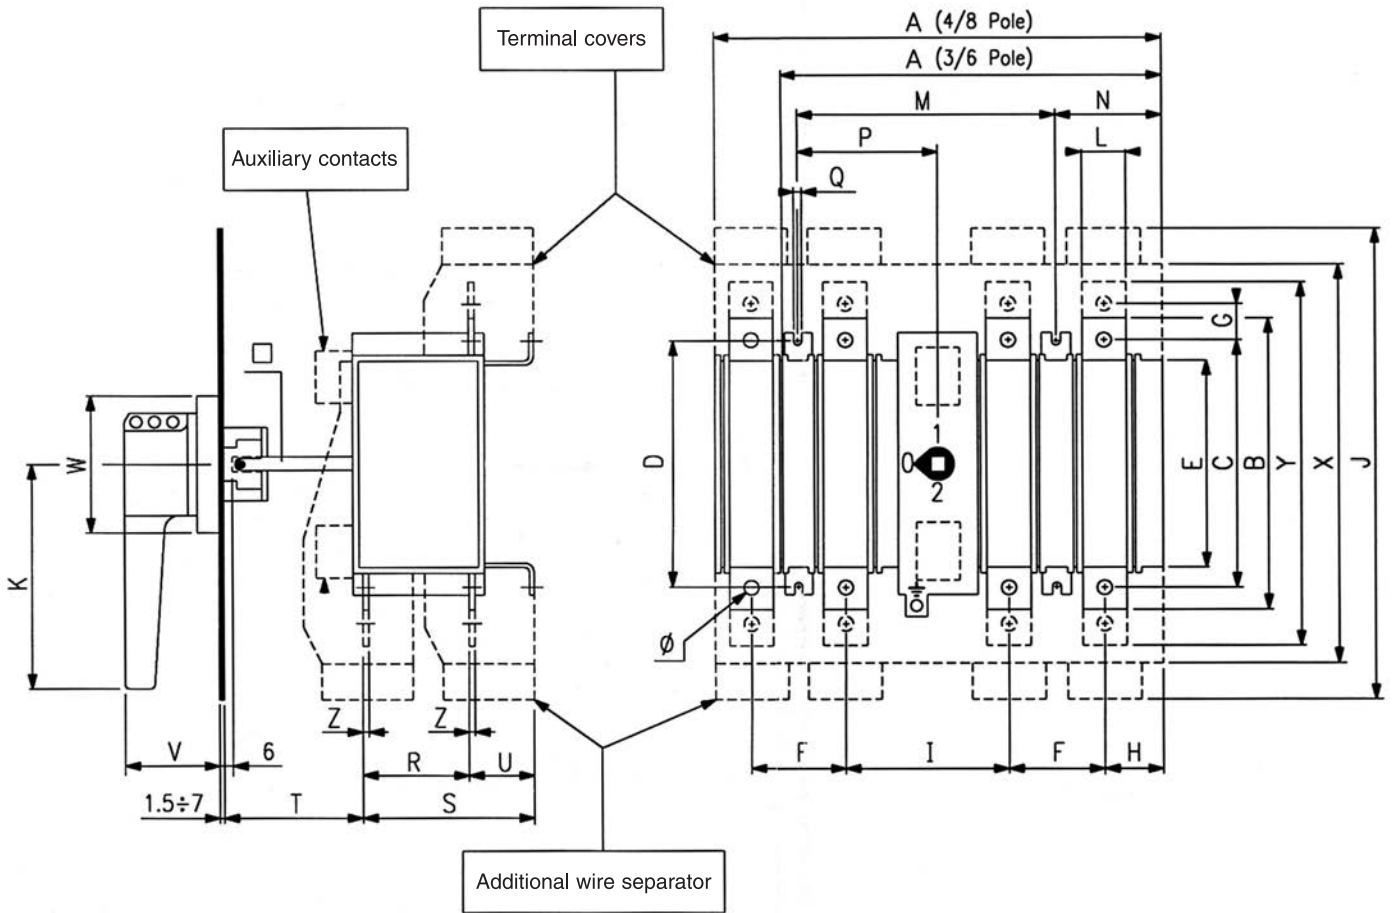 Terminal covers
A (4/8 Pole)
A (3/6 Pole)
M
N
P
L
Auxiliary contacts
Q
G
1
0
2
W
D
E
C
B
Y
X
J
K
Ø
Z
Z
V
6
R
U
F
I
F
H
1.5÷7
T
S
Additional wire separator